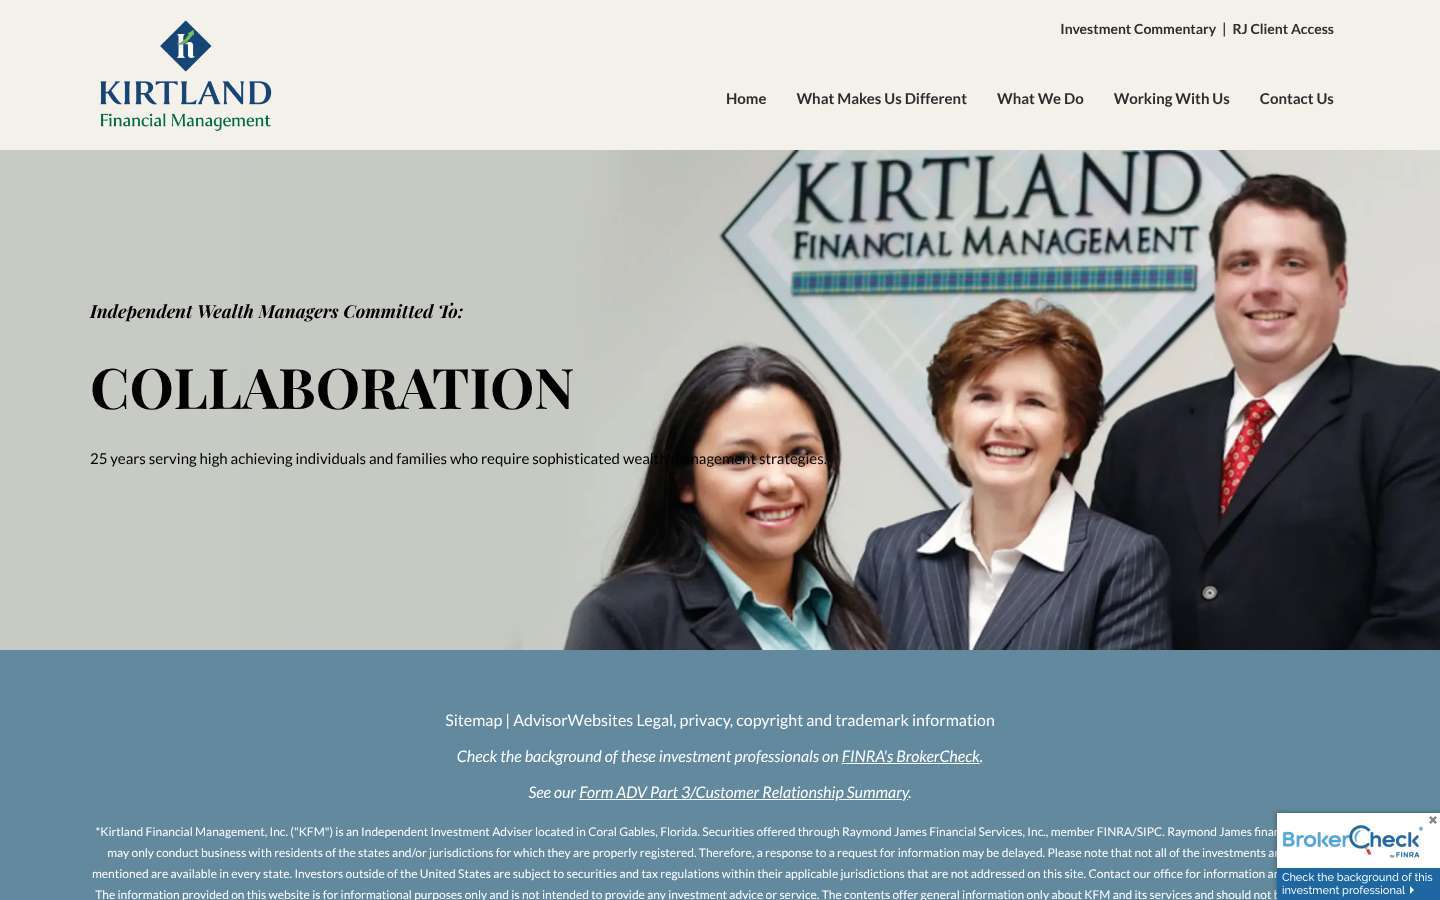 Investment Commentary | RJ Client Access
KIRTLAND
Financial Management
Home What Makes Us Different What We Do Working With Us Contact Us
KIRTLAND
FINANCIAL MANAGEMENT
Independent Wealth Managers Committed To:
COLLABORATION
25 years serving high achieving individuals and families who require sophisticated wealth management strategies.
Sitemap | AdvisorWebsites Legal, privacy, copyright and trademark information
Check the background of these investment professionals on FINRA's BrokerCheck.
See our Form ADV Part 3/Customer Relationship Summary.
*Kirtland Financial Management, Inc. ("KFM") is an Independent Investment Adviser located in Coral Gables, Florida. Securities offered through Raymond James Financial Services, Inc., member FINRA/SIPC. Raymond James
may only conduct business with residents of the states and/or jurisdictions for which they are properly registered. Therefore, a response to a request for information may be delayed. Please note that not all of the investments
mentioned are available in every state. Investors outside of the United States are subject to securities and tax regulations within their applicable jurisdictions that are not addressed on this site. Contact our office for information
The information provided on this website is for informational purposes only and is not intended to provide any investment advice or service. The contents offer general information only about KFM and its services and should not
BrokerCheck
by FINRA
Check the background of this
investment professional